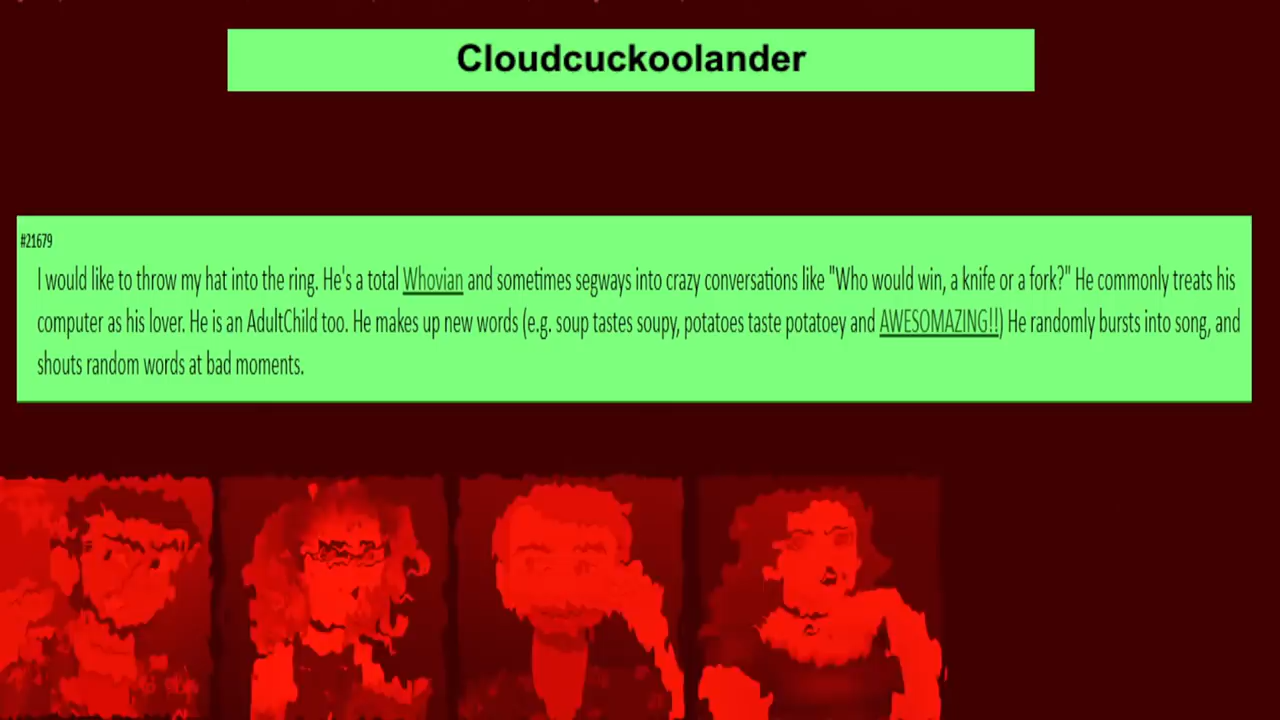 Cloudcuckoolander
#21679
I would like to throw my hat into the ring. He's a total Whovian and sometimes segways into crazy conversations like "Who would win, a knife or a fork?" He commonly treats his
computer as his lover. He is an AdultChild too. He makes up new words (e.g. soup tastes soupy, potatoes taste potatoey and AWESOMAZING!!) He randomly bursts into song, and
shouts random words at bad moments.